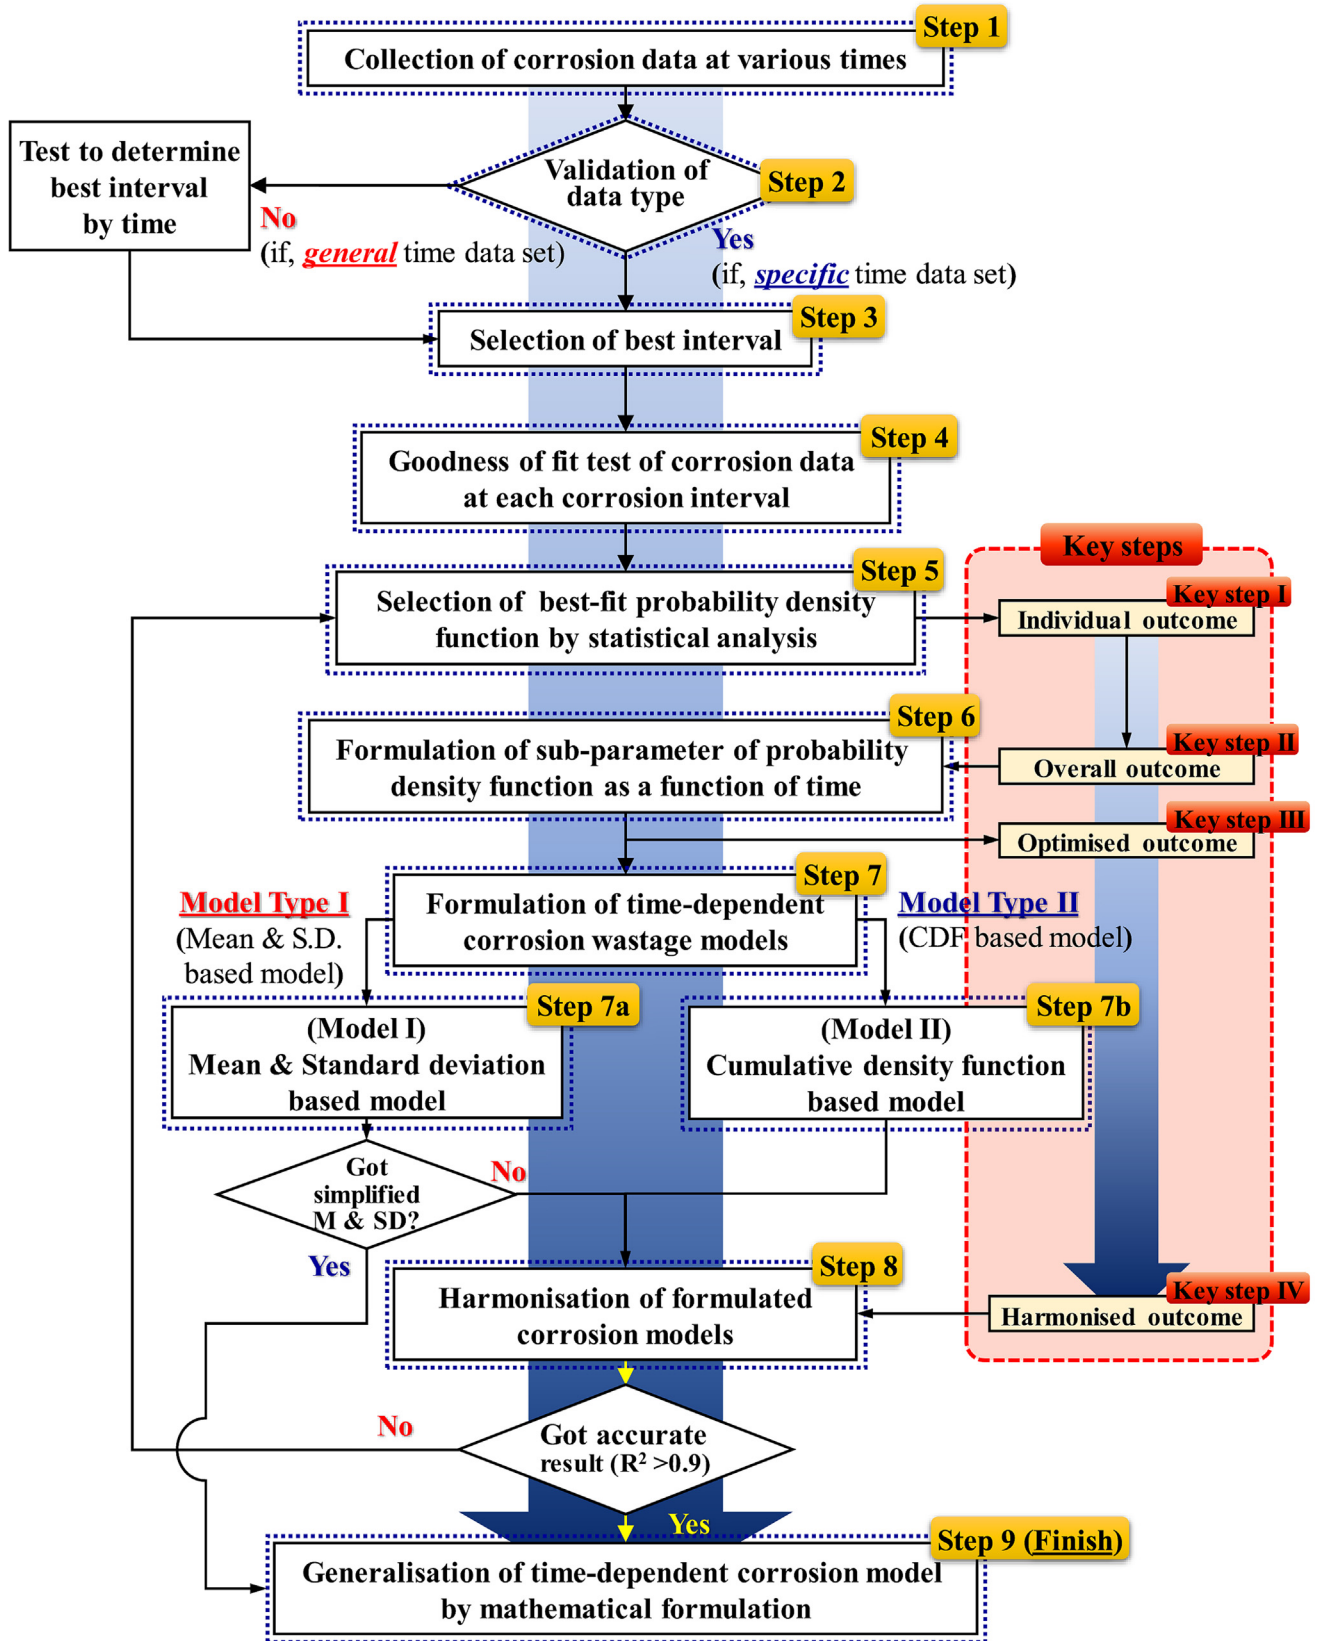 Step 1
Collection of corrosion data at various times
Test to determine
best interval
by time
Validation of
data type
Step 2
No
(if, general time data set)
Yes
(if, specific time data set)
Step 3
Selection of best interval
Step 4
Goodness of fit test of corrosion data
at each corrosion interval
Key steps
Step 5
Selection of best-fit probability density
function by statistical analysis
Key step I
Individual outcome
Step 6
Formulation of sub-parameter of probability
density function as a function of time
Key step II
Overall outcome
Key step III
Optimised outcome
Step 7
Formulation of time-dependent
corrosion wastage models
Model Type I
(Mean & S.D.
based model)
Model Type II
(CDF based model)
Step 7a
(Model I)
Mean & Standard deviation
based model
Step 7b
(Model II)
Cumulative density function
based model
Got
simplified
M & SD?
No
Yes
Step 8
Harmonisation of formulated
corrosion models
Key step IV
Harmonised outcome
No
Got accurate
result (R² >0.9)
Yes
Step 9 (Finish)
Generalisation of time-dependent corrosion model
by mathematical formulation